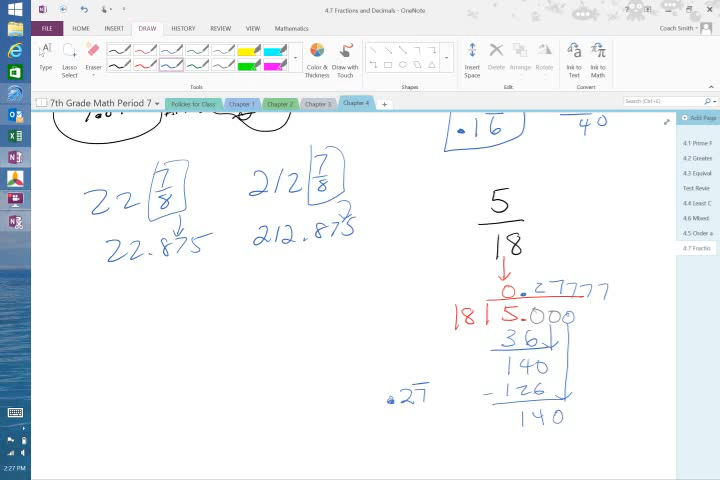 4.7 Fractions and Decimals - OneNote
Coach Smith
FILE HOME INSERT DRAW HISTORY REVIEW VIEW Mathematics
Type Lasso Select Eraser
Color & Thickness Draw with Touch
Insert Space Delete Arrange Rotate
Ink to Text Ink to Math
Tools Shapes Edit Convert
7th Grade Math Period 7
Policies for Class Chapter 1 Chapter 2 Chapter 3 Chapter 4 +
Search (Ctrl+E)
Add Page
4.1 Prime F
4.2 Greates
4.3 Equival
Test Revie
4.4 Least C
4.6 Mixed
4.5 Order a
4.7 Fractio
.16̅
40
22 7/8
212 7/8
22.875
212.875
5
18
0.27777
18 5.000
36
140
-126
140
.27̅
2:27 PM